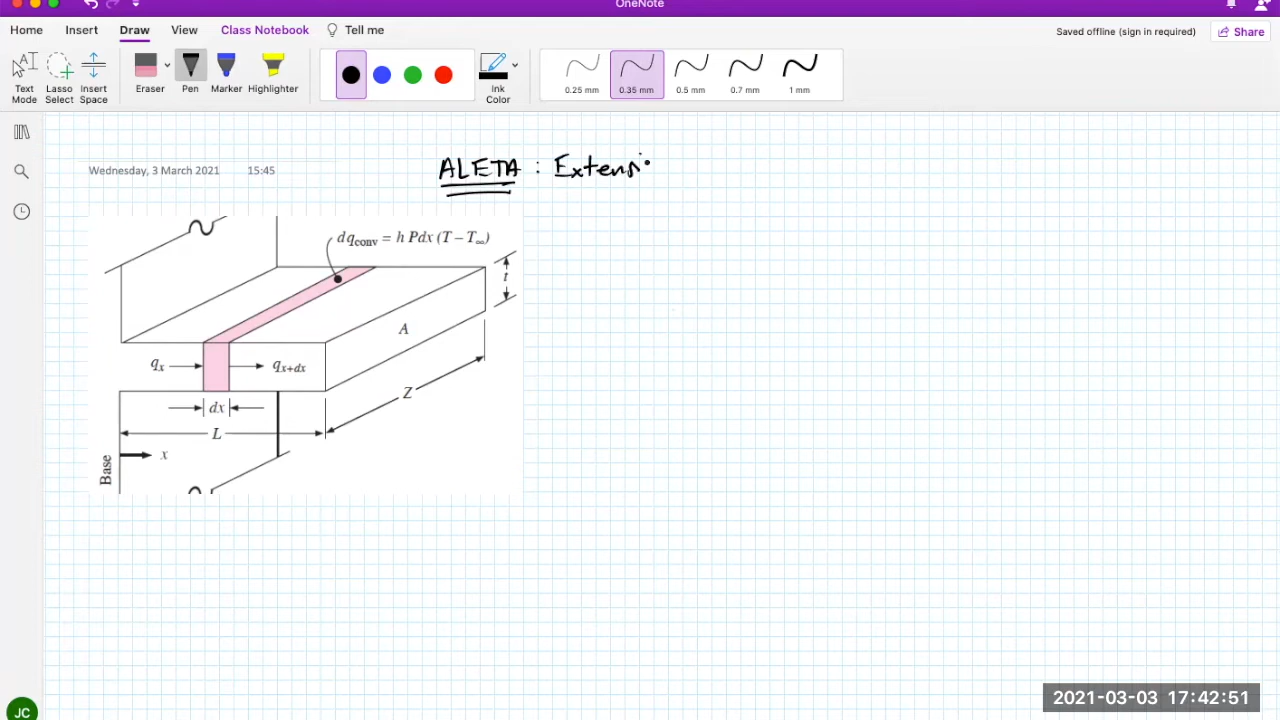 OneNote
Home Insert Draw View Class Notebook Tell me
Saved offline (sign in required) Share
Text Mode
Lasso Select
Insert Space
Eraser
Pen
Marker
Highlighter
Ink Color
0.25 mm 0.35 mm 0.5 mm 0.7 mm 1 mm
Wednesday, 3 March 2021 15:45
ALETA : Extensi
dq_conv = h Pdx (T – T_∞)
t
A
q_x
q_x+dx
Z
dx
L
x
Base
JC
2021-03-03 17:42:51